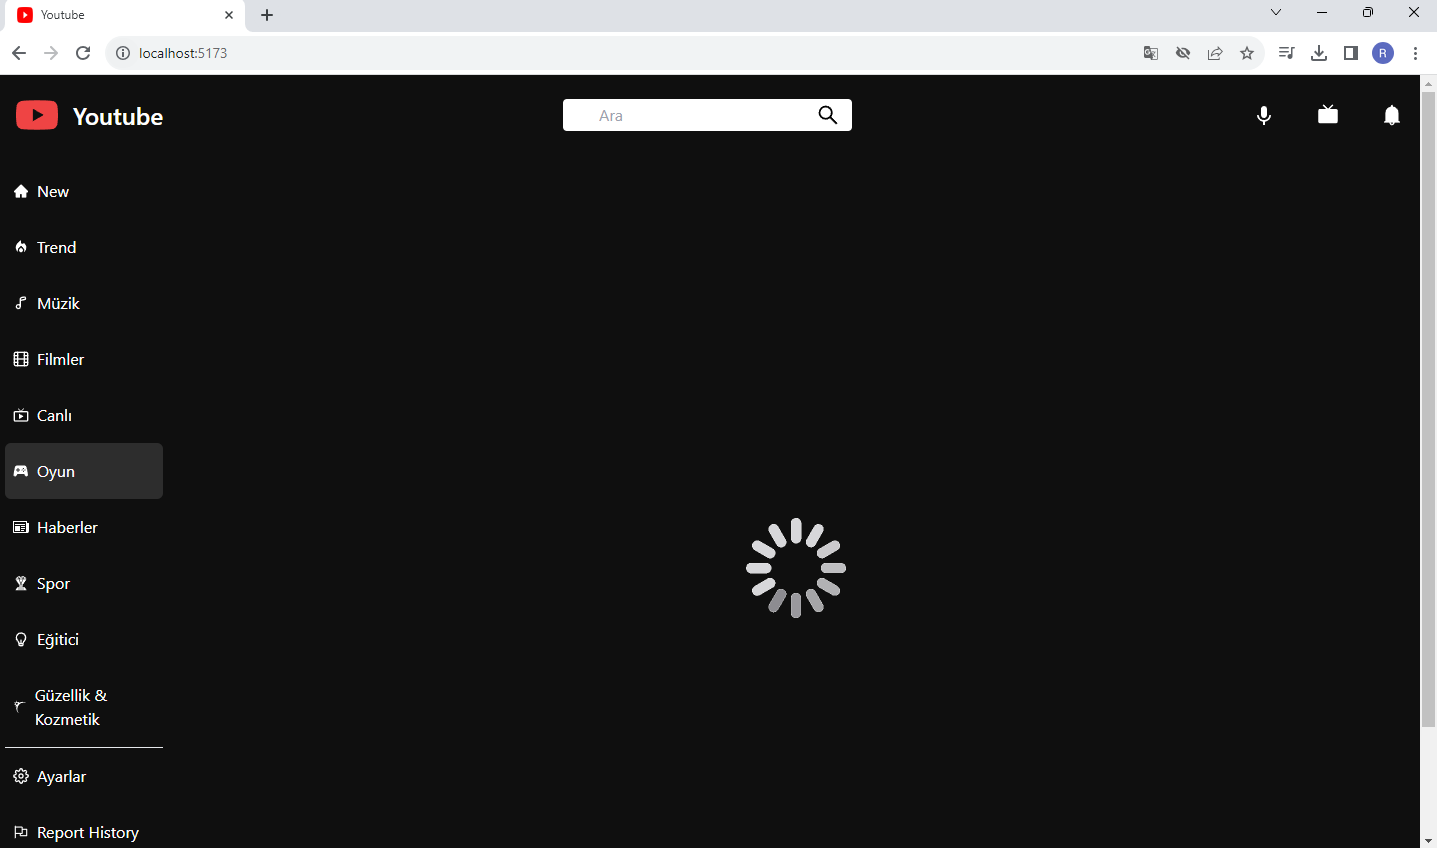 Youtube
localhost:5173
R
Youtube
Ara
New
Trend
Müzik
Filmler
Canlı
Oyun
Haberler
Spor
Eğitici
Güzellik &
Kozmetik
Ayarlar
Report History